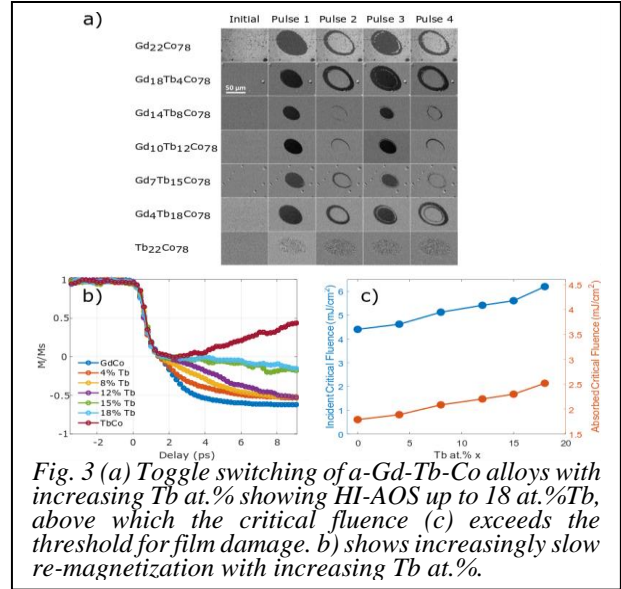 a)
Initial Pulse 1 Pulse 2 Pulse 3 Pulse 4
Gd22Co78
Gd18Tb4Co78
50 µm
Gd14Tb8Co78
Gd10Tb12Co78
Gd7Tb15Co78
Gd4Tb18Co78
Tb22Co78
b)
M/Ms
1
0.5
0
-0.5
-1
GdCo
4% Tb
8% Tb
12% Tb
15% Tb
18% Tb
TbCo
-2 0 2 4 6 8
Delay (ps)
c)
Incident Critical Fluence (mJ/cm²)
6
5
4
3
2
1
0
4.5
4
3.5
3
2.5
2
1.5
Absorbed Critical Fluence (mJ/cm²)
0 5 10 15 20
Tb at.% x
Fig. 3 (a) Toggle switching of a-Gd-Tb-Co alloys with
increasing Tb at.% showing HI-AOS up to 18 at.%Tb,
above which the critical fluence (c) exceeds the
threshold for film damage. b) shows increasingly slow
re-magnetization with increasing Tb at.%.